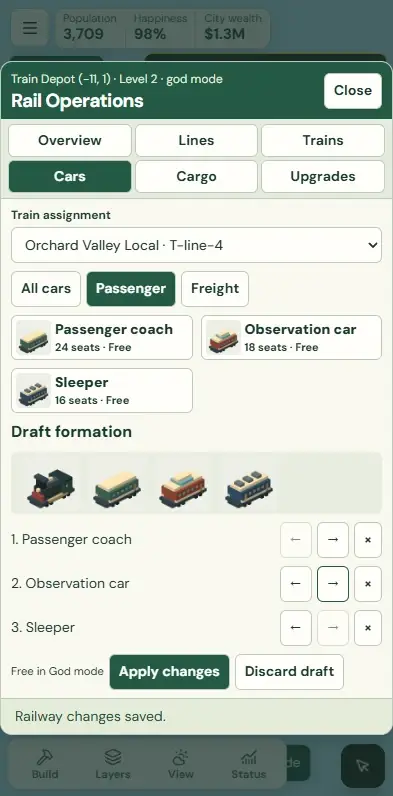 Population
Happiness
City wealth
3,709
98%
$1.3M
Train Depot (−11, 1) · Level 2 · god mode
Rail Operations
Close
Overview
Lines
Trains
Cars
Cargo
Upgrades
Train assignment
Orchard Valley Local · T-line-4
All cars
Passenger
Freight
Passenger coach
24 seats · Free
Observation car
18 seats · Free
Sleeper
16 seats · Free
Draft formation
1. Passenger coach
← → ×
2. Observation car
← → ×
3. Sleeper
← → ×
Free in God mode
Apply changes
Discard draft
Railway changes saved.
Build
Layers
View
Status
de